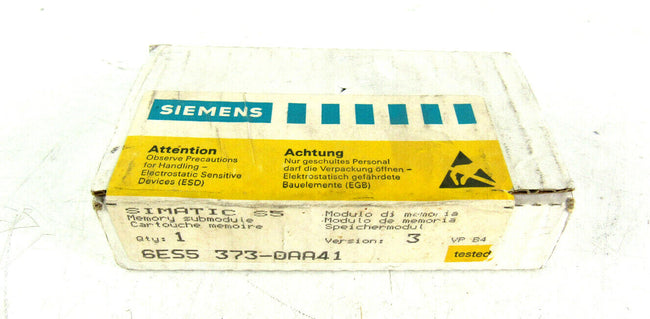 SIEMENS
Attention
Observe Precautions
for Handling –
Electrostatic Sensitive
Devices (ESD)
Achtung
Nur geschultes Personal
darf die Verpackung öffnen. –
Elektrostatisch gefährdete
Bauelemente (EGB)
SIMATIC S5
Memory submodule
Cartouche memoire
Modulo di memoria
Modulo de memoria
Speichermodul
Qty: 1
Version: 3
VP 84
6ES5 373-0AA41
tested